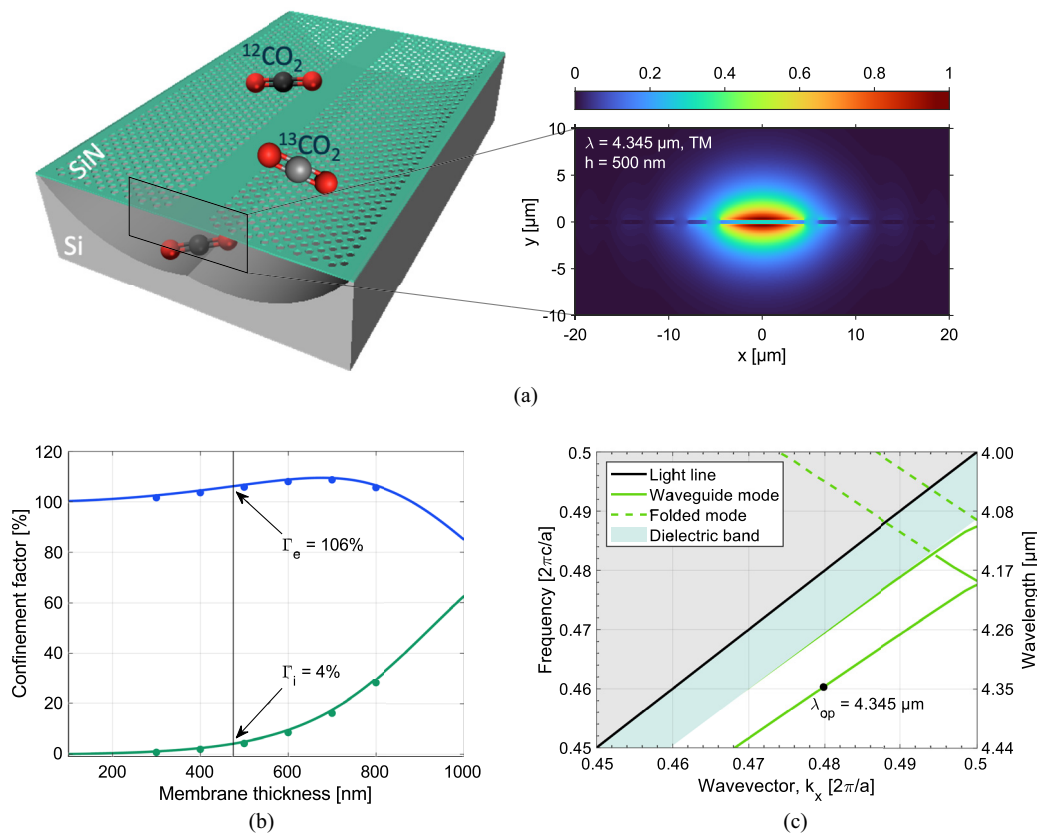 ¹²CO₂
¹³CO₂
SiN
Si
0 0.2 0.4 0.6 0.8 1
λ = 4.345 μm, TM
h = 500 nm
10
5
0
-5
-10
y [μm]
-20 -10 0 10 20
x [μm]
(a)
120
100
80
60
40
20
0
Confinement factor [%]
Γₑ = 106%
Γᵢ = 4%
200 400 600 800 1000
Membrane thickness [nm]
(b)
Light line
Waveguide mode
Folded mode
Dielectric band
0.5
0.49
0.48
0.47
0.46
0.45
Frequency [2πc/a]
4.00
4.08
4.17
4.26
4.35
4.44
Wavelength [μm]
λ_op = 4.345 μm
0.45 0.46 0.47 0.48 0.49 0.5
Wavevector, kₓ [2π/a]
(c)